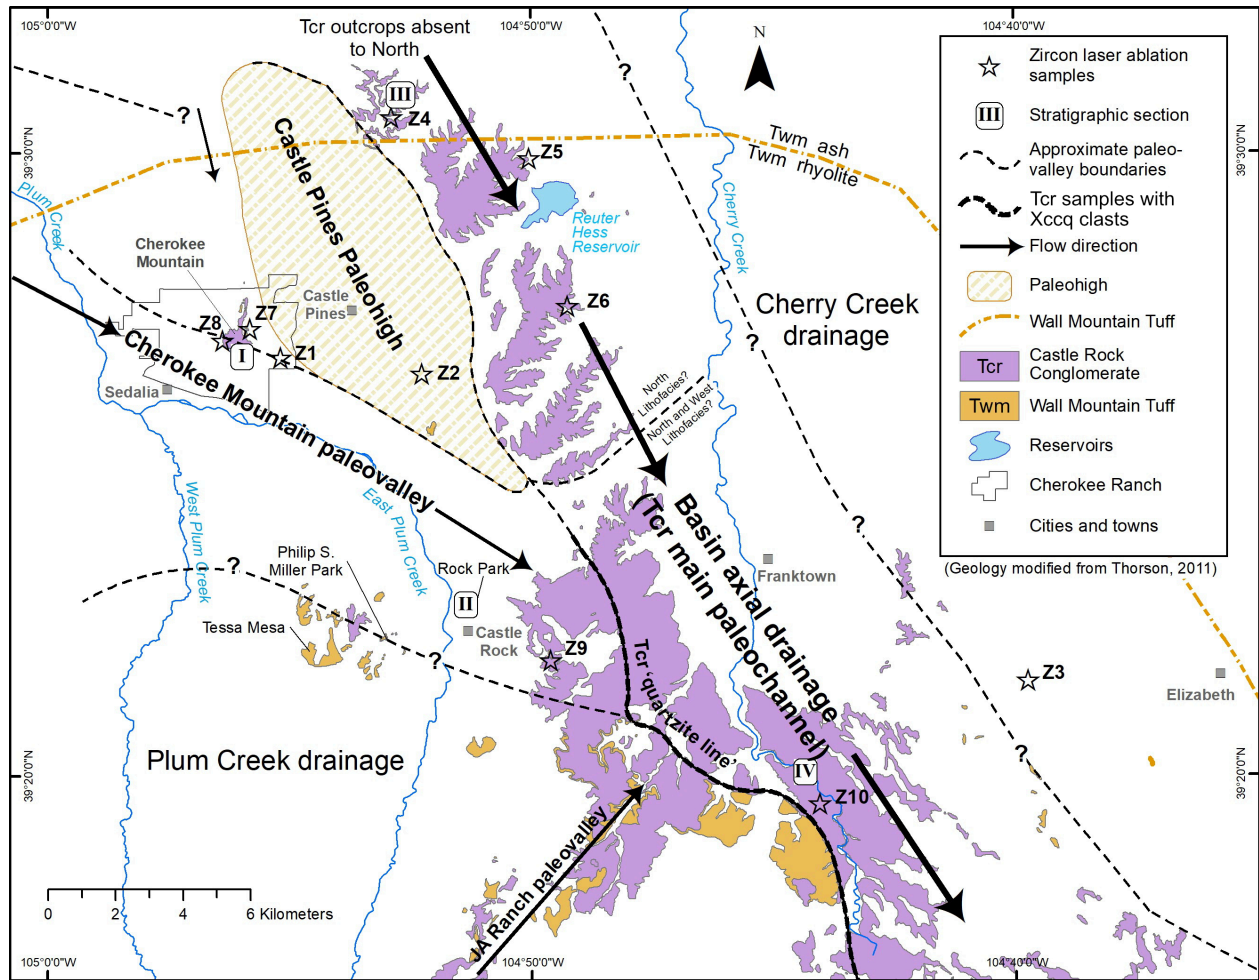 105°0'0"W
104°50'0"W
104°40'0"W
Tcr outcrops absent
to North
N
Zircon laser ablation
samples
III
Stratigraphic section
Approximate paleo-
valley boundaries
Tcr samples with
Xccq clasts
Flow direction
Paleohigh
Wall Mountain Tuff
Tcr
Castle Rock
Conglomerate
Twm
Wall Mountain Tuff
Reservoirs
Cherokee Ranch
Cities and towns
(Geology modified from Thorson, 2011)
?
?
III
Z4
39°30'0"N
39°30'0"N
Twm ash
Twm rhyolite
Z5
Castle Pines Paleohigh
Plum Creek
Reuter
Hess
Reservoir
Cherry Creek
Cherokee
Mountain
Castle
Pines
Z6
Cherry Creek
drainage
?
Z8
Z7
I
Z1
Z2
Sedalia
Cherokee Mountain paleovalley
North
Lithofacies?
North and West
Lithofacies?
West Plum Creek
East Plum Creek
Basin axial drainage
(Tcr main paleochannel)
?
Philip S.
Miller Park
?
Rock Park
II
Franktown
Tessa Mesa
Castle
Rock
?
Z9
Tcr 'quartzite line'
Z3
Elizabeth
?
Plum Creek drainage
39°20'0"N
39°20'0"N
IV
Z10
JA Ranch paleovalley
0 2 4 6 Kilometers
105°0'0"W
104°50'0"W
104°40'0"W